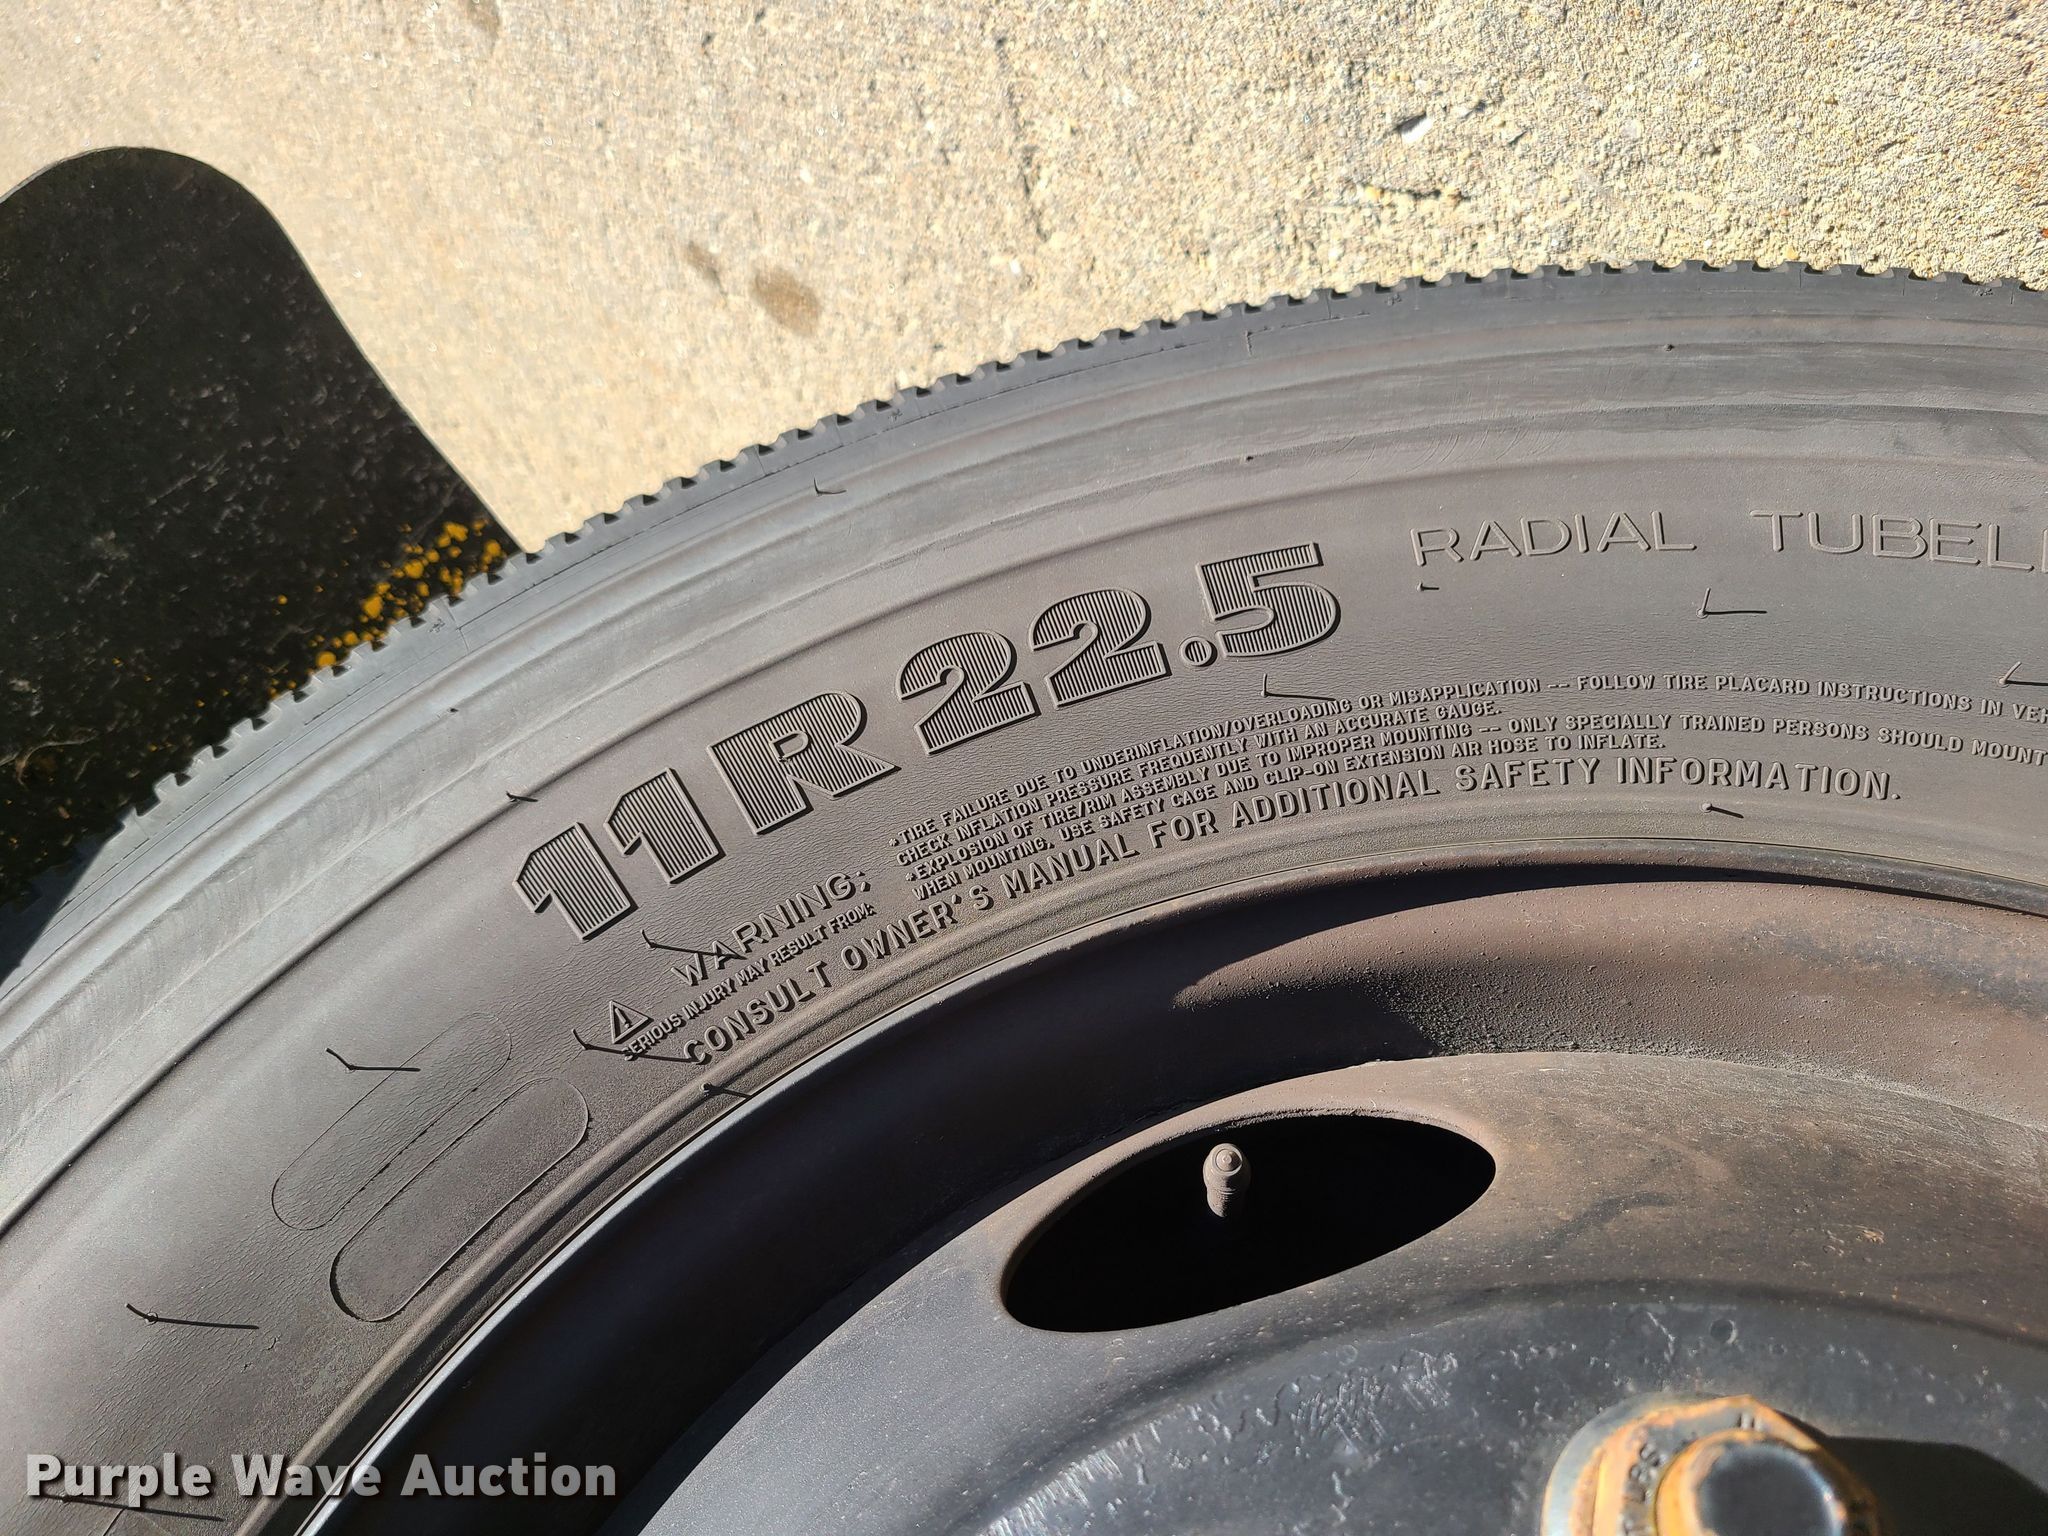 11R22.5
RADIAL TUBEL
WARNING:
SERIOUS INJURY MAY RESULT FROM:
*TIRE FAILURE DUE TO UNDERINFLATION/OVERLOADING OR MISAPPLICATION -- FOLLOW TIRE PLACARD INSTRUCTIONS IN VEH
CHECK INFLATION PRESSURE FREQUENTLY WITH AN ACCURATE GAUGE.
*EXPLOSION OF TIRE/RIM ASSEMBLY DUE TO IMPROPER MOUNTING -- ONLY SPECIALLY TRAINED PERSONS SHOULD MOUNT
WHEN MOUNTING, USE SAFETY CAGE AND CLIP-ON EXTENSION AIR HOSE TO INFLATE.
CONSULT OWNER'S MANUAL FOR ADDITIONAL SAFETY INFORMATION.
Purple Wave Auction